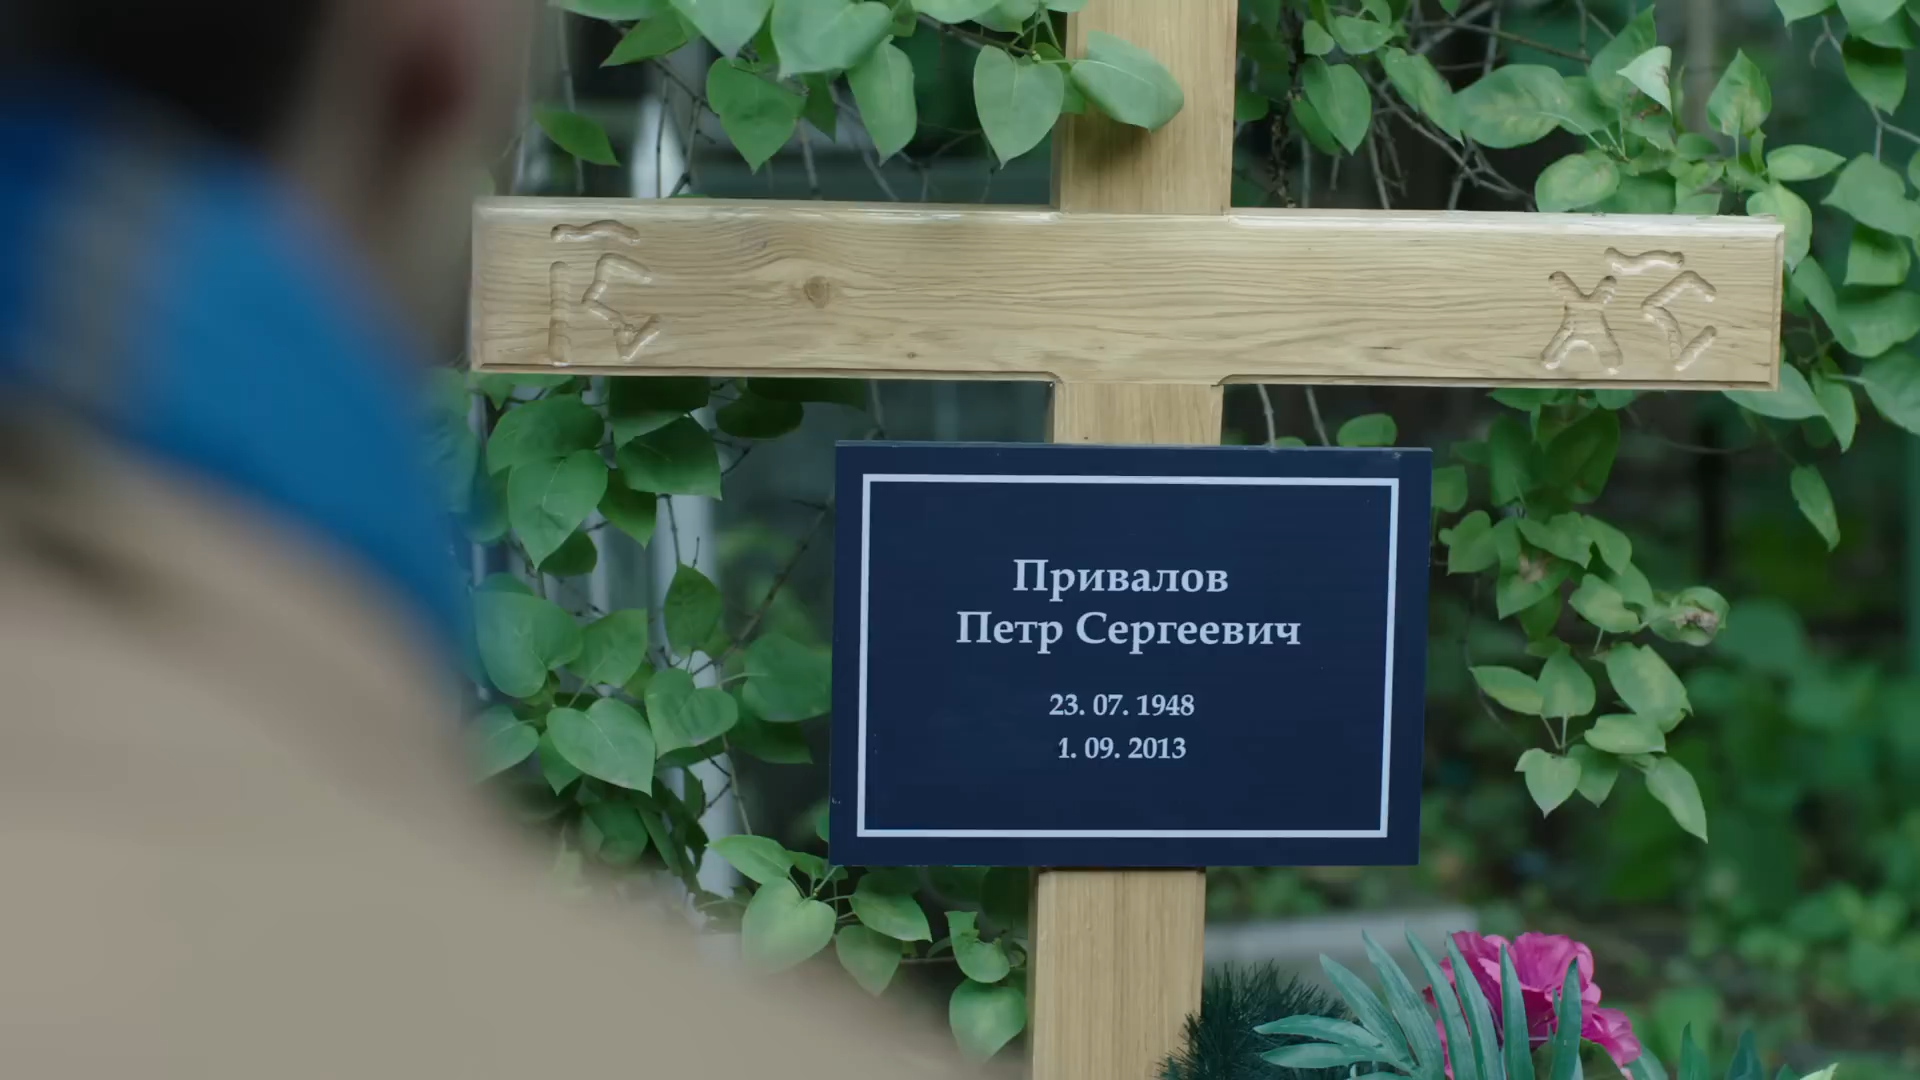 ІС ХС
Привалов
Петр Сергеевич
23. 07. 1948
1. 09. 2013